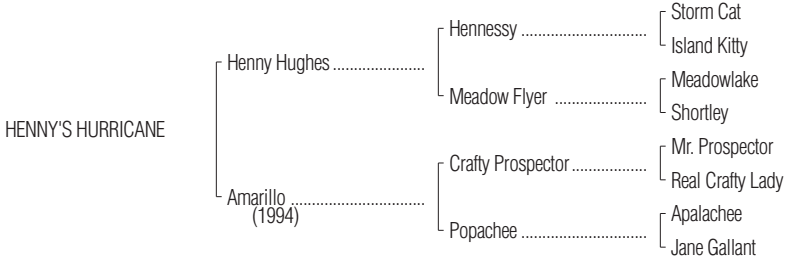 Storm Cat
Hennessy ..............................
Island Kitty
Henny Hughes ......................
Meadowlake
Meadow Flyer ......................
Shortley
HENNY'S HURRICANE
Mr. Prospector
Crafty Prospector ..................
Real Crafty Lady
Amarillo ................................
(1994)
Apalachee
Popachee ..............................
Jane Gallant